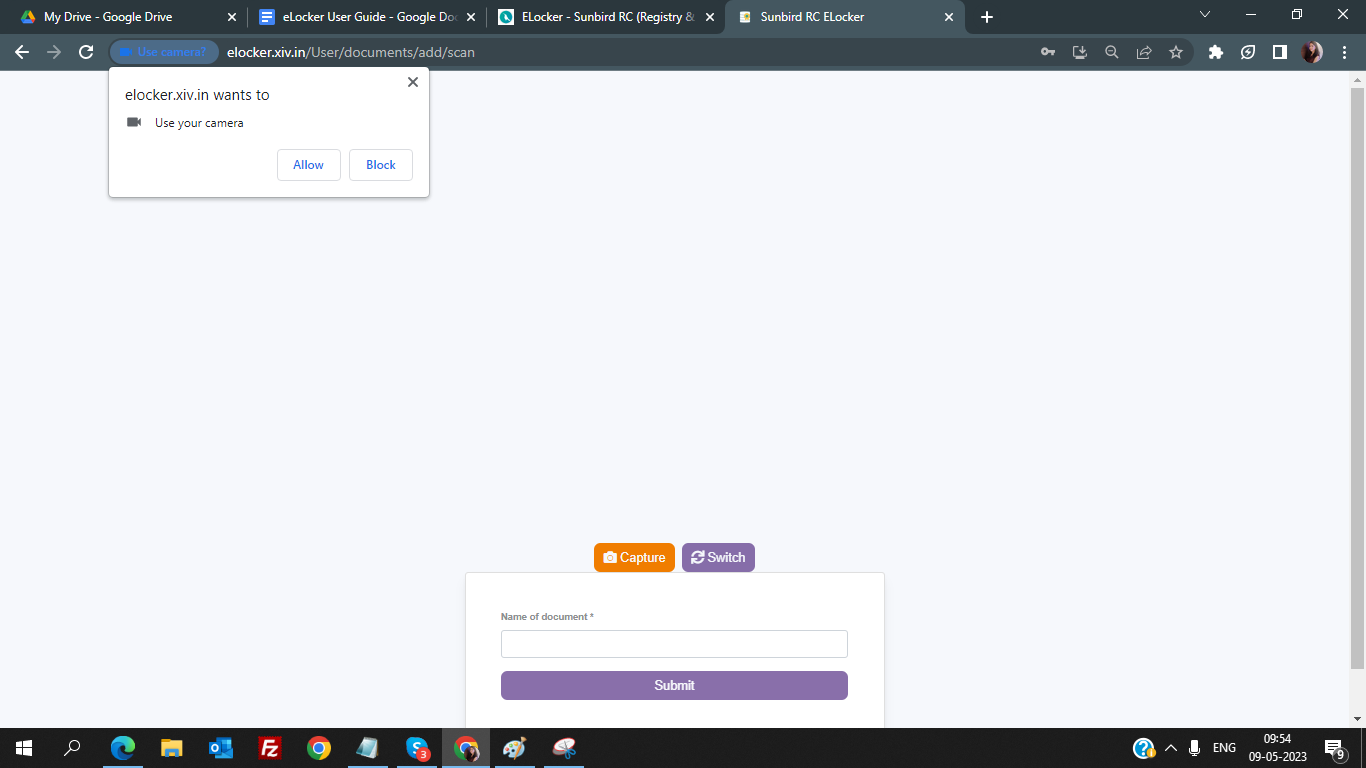 My Drive - Google Drive
eLocker User Guide - Google Doc
ELocker - Sunbird RC (Registry &
Sunbird RC ELocker
Use camera?
elocker.xiv.in/User/documents/add/scan
elocker.xiv.in wants to
Use your camera
Allow
Block
Capture
Switch
Name of document *
Submit
Fz
3
ENG
09:54
09-05-2023
9